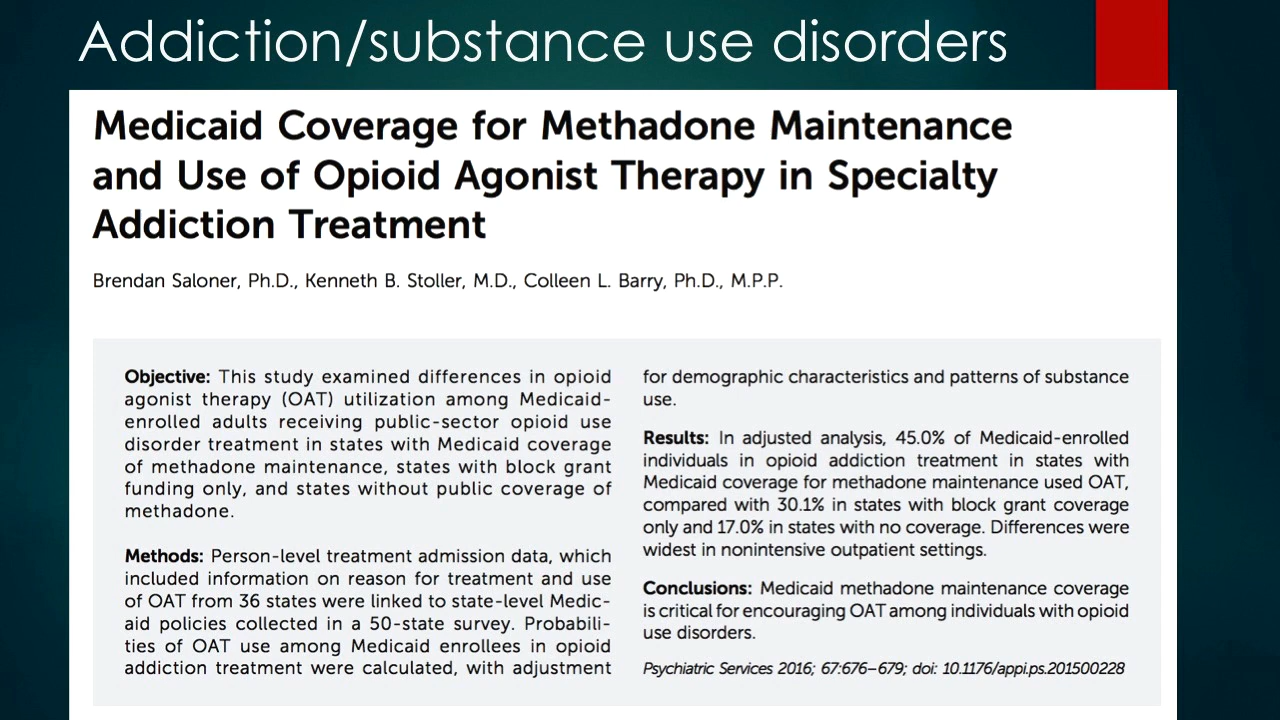 Addiction/substance use disorders
Medicaid Coverage for Methadone Maintenance
and Use of Opioid Agonist Therapy in Specialty
Addiction Treatment
Brendan Saloner, Ph.D., Kenneth B. Stoller, M.D., Colleen L. Barry, Ph.D., M.P.P.
Objective: This study examined differences in opioid
agonist therapy (OAT) utilization among Medicaid-
enrolled adults receiving public-sector opioid use
disorder treatment in states with Medicaid coverage
of methadone maintenance, states with block grant
funding only, and states without public coverage of
methadone.
Methods: Person-level treatment admission data, which
included information on reason for treatment and use
of OAT from 36 states were linked to state-level Medic-
aid policies collected in a 50-state survey. Probabili-
ties of OAT use among Medicaid enrollees in opioid
addiction treatment were calculated, with adjustment
for demographic characteristics and patterns of substance
use.
Results: In adjusted analysis, 45.0% of Medicaid-enrolled
individuals in opioid addiction treatment in states with
Medicaid coverage for methadone maintenance used OAT,
compared with 30.1% in states with block grant coverage
only and 17.0% in states with no coverage. Differences were
widest in nonintensive outpatient settings.
Conclusions: Medicaid methadone maintenance coverage
is critical for encouraging OAT among individuals with opioid
use disorders.
Psychiatric Services 2016; 67:676–679; doi: 10.1176/appi.ps.201500228